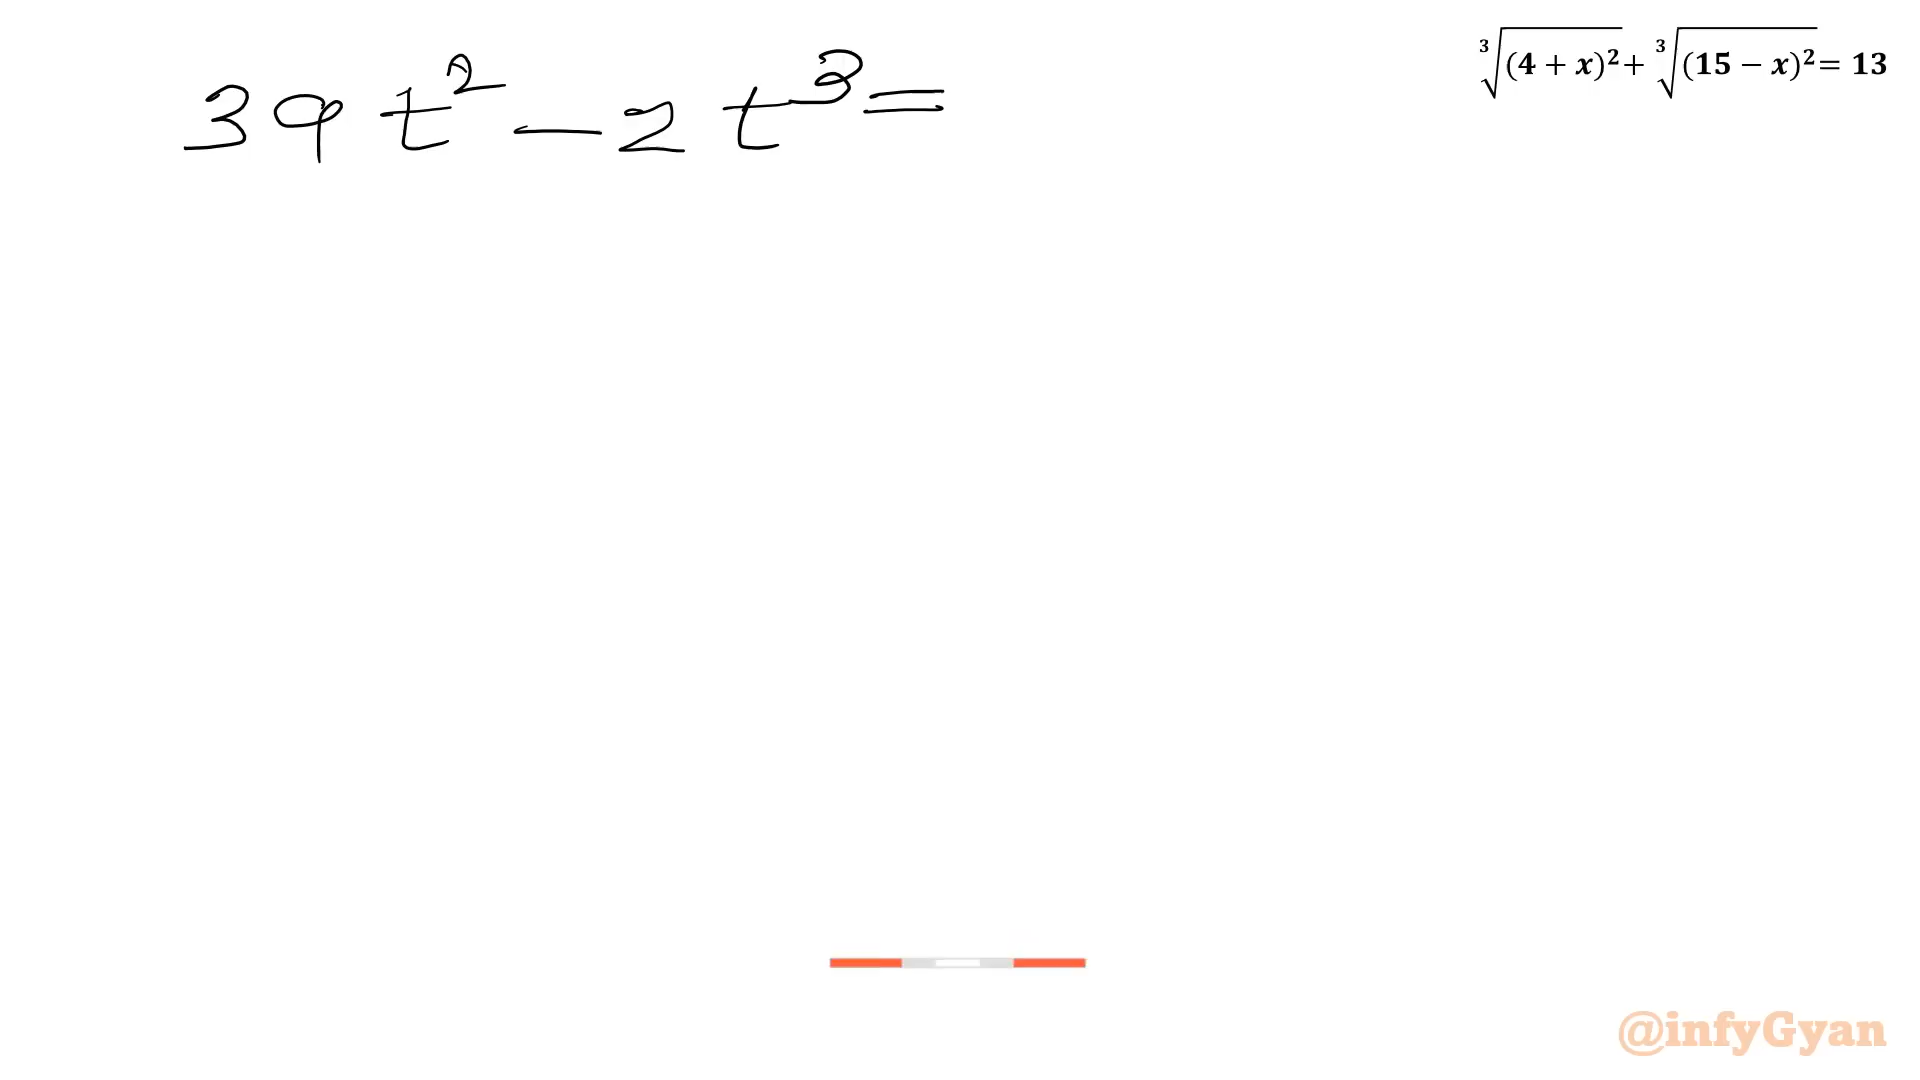 39t² – 2t³ =
∛(4 + x)² + ∛(15 − x)² = 13
@infyGyan